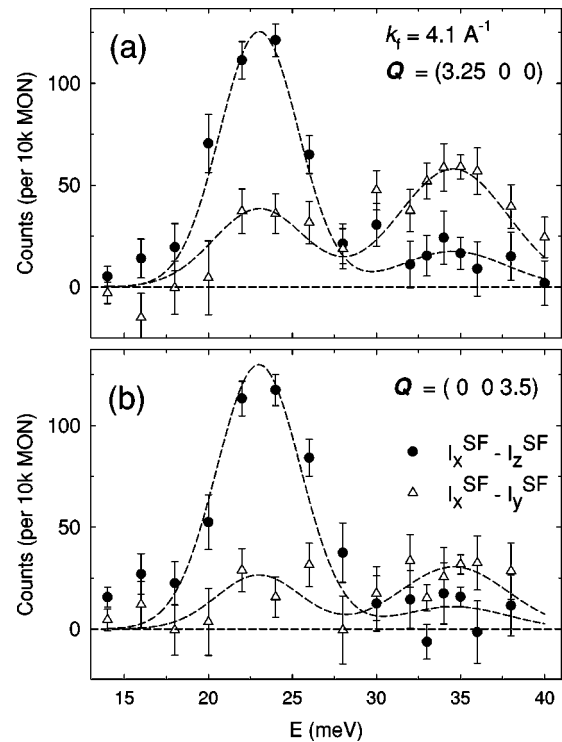 (a)
k_f = 4.1 A⁻¹
Q = (3.25 0 0)
100
50
0
Counts (per 10k MON)
(b)
Q = ( 0 0 3.5)
I_x^SF - I_z^SF
I_x^SF - I_y^SF
100
50
0
Counts (per 10k MON)
15 20 25 30 35 40
E (meV)